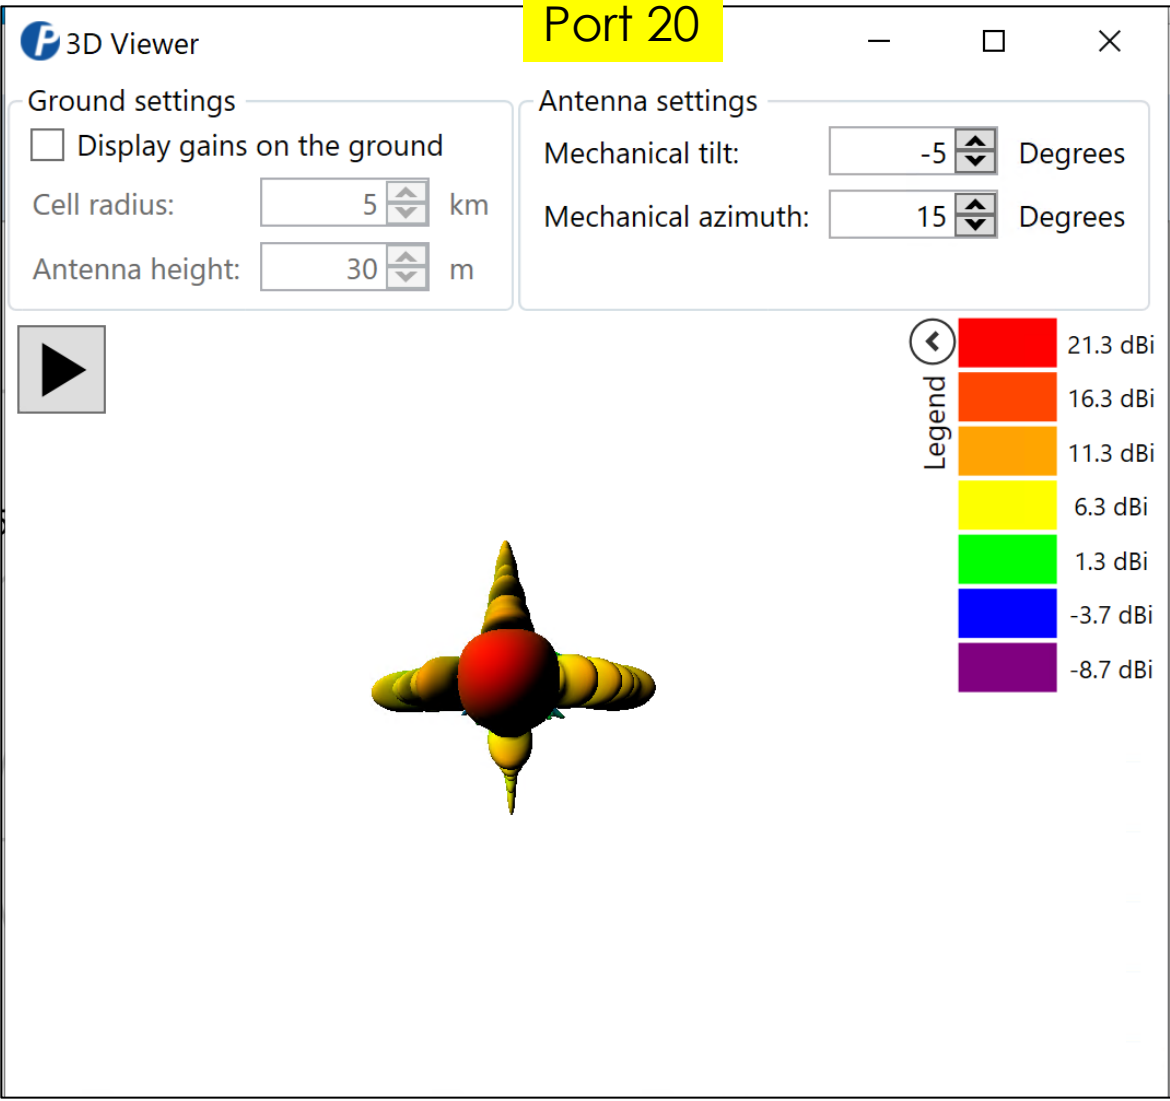 Port 20
3D Viewer
Ground settings
Display gains on the ground
Cell radius: 5 km
Antenna height: 30 m
Antenna settings
Mechanical tilt: -5 Degrees
Mechanical azimuth: 15 Degrees
Legend
21.3 dBi
16.3 dBi
11.3 dBi
6.3 dBi
1.3 dBi
-3.7 dBi
-8.7 dBi